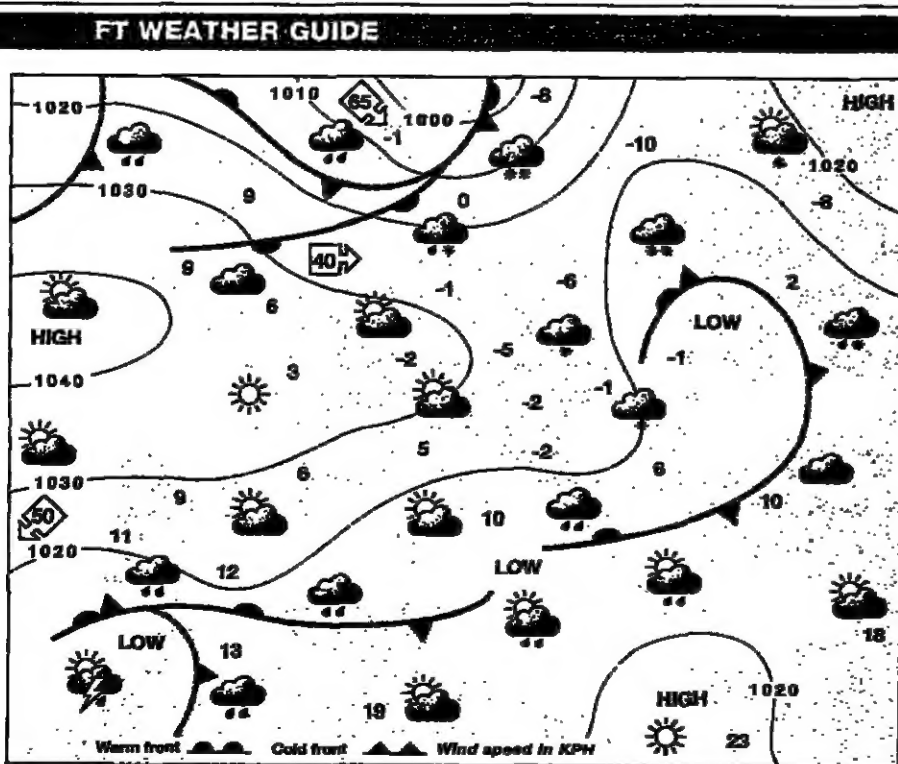 FT WEATHER GUIDE
1020 1010 65 1000 -8 HIGH
-1 -10 1020
1030 9 0 -8
9 40 6 -1 -6 2
HIGH LOW
3 -2 -5 -1
1040 -2 -1
5 -2 6
1030 9 6
50 11 10 10
1020 12 LOW
LOW 13 18
HIGH 1020
19 23
Warm front Cold front Wind speed in KPH